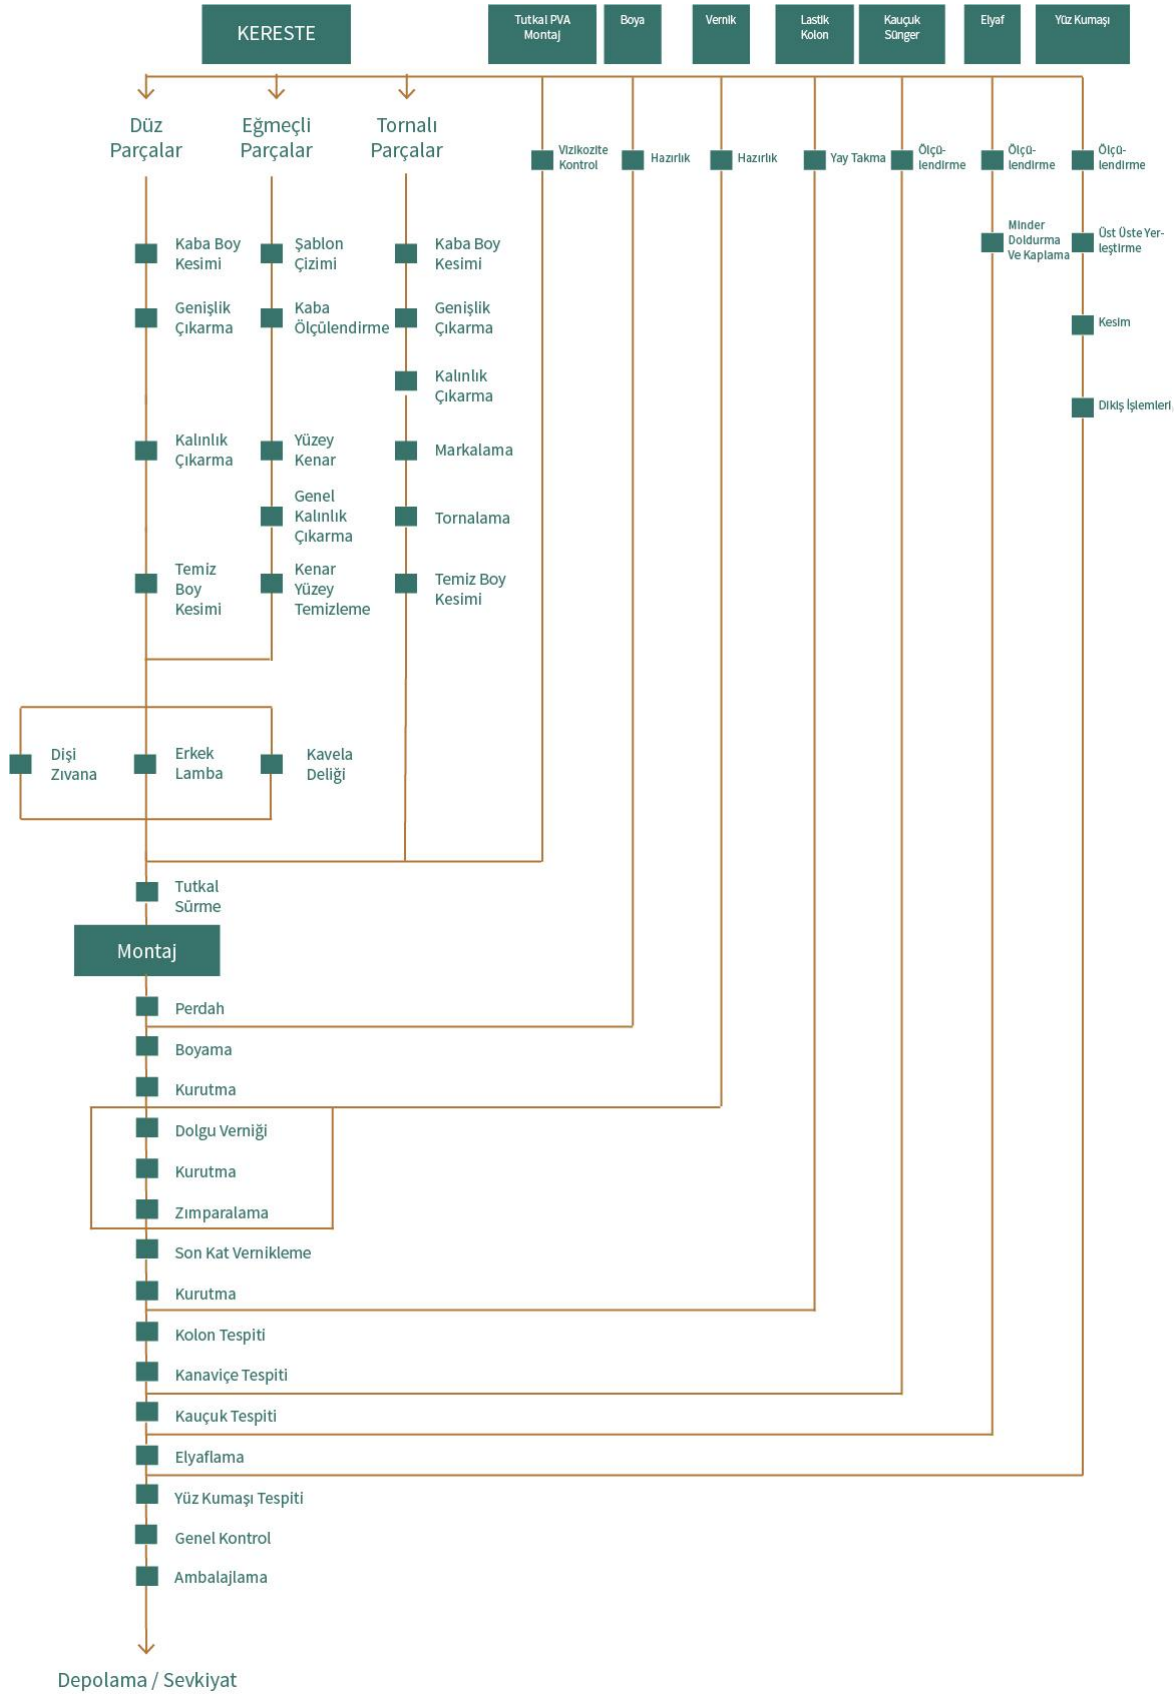 KERESTE
Tutkal PVA
Montaj
Boya
Vernik
Lastik
Kolon
Kauçuk
Sünger
Elyaf
Yüz Kumaşı
Düz
Parçalar
Eğmeçli
Parçalar
Tornalı
Parçalar
Vizikozite
Kontrol
Hazırlık
Hazırlık
Yay Takma
Ölçü-
lendirme
Ölçü-
lendirme
Ölçü-
lendirme
Kaba Boy
Kesimi
Şablon
Çizimi
Kaba Boy
Kesimi
Minder
Doldurma
Ve Kaplama
Üst Üste Yer-
leştirme
Genişlik
Çıkarma
Kaba
Ölçülendirme
Genişlik
Çıkarma
Kesim
Kalınlık
Çıkarma
Dikiş İşlemleri
Kalınlık
Çıkarma
Yüzey
Kenar
Markalama
Genel
Kalınlık
Çıkarma
Tornalama
Temiz
Boy
Kesimi
Kenar
Yüzey
Temizleme
Temiz Boy
Kesimi
Dişi
Zıvana
Erkek
Lamba
Kavela
Deliği
Tutkal
Sürme
Montaj
Perdah
Boyama
Kurutma
Dolgu Verniği
Kurutma
Zımparalama
Son Kat Vernikleme
Kurutma
Kolon Tespiti
Kanaviçe Tespiti
Kauçuk Tespiti
Elyaflama
Yüz Kumaşı Tespiti
Genel Kontrol
Ambalajlama
Depolama / Sevkiyat